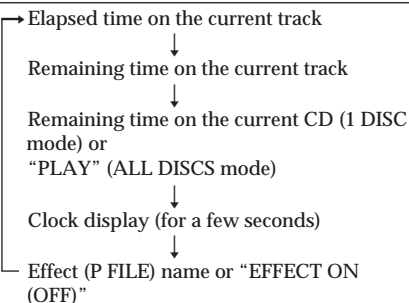 Elapsed time on the current track
Remaining time on the current track
Remaining time on the current CD (1 DISC
mode) or
“PLAY” (ALL DISCS mode)
Clock display (for a few seconds)
Effect (P FILE) name or “EFFECT ON
(OFF)”